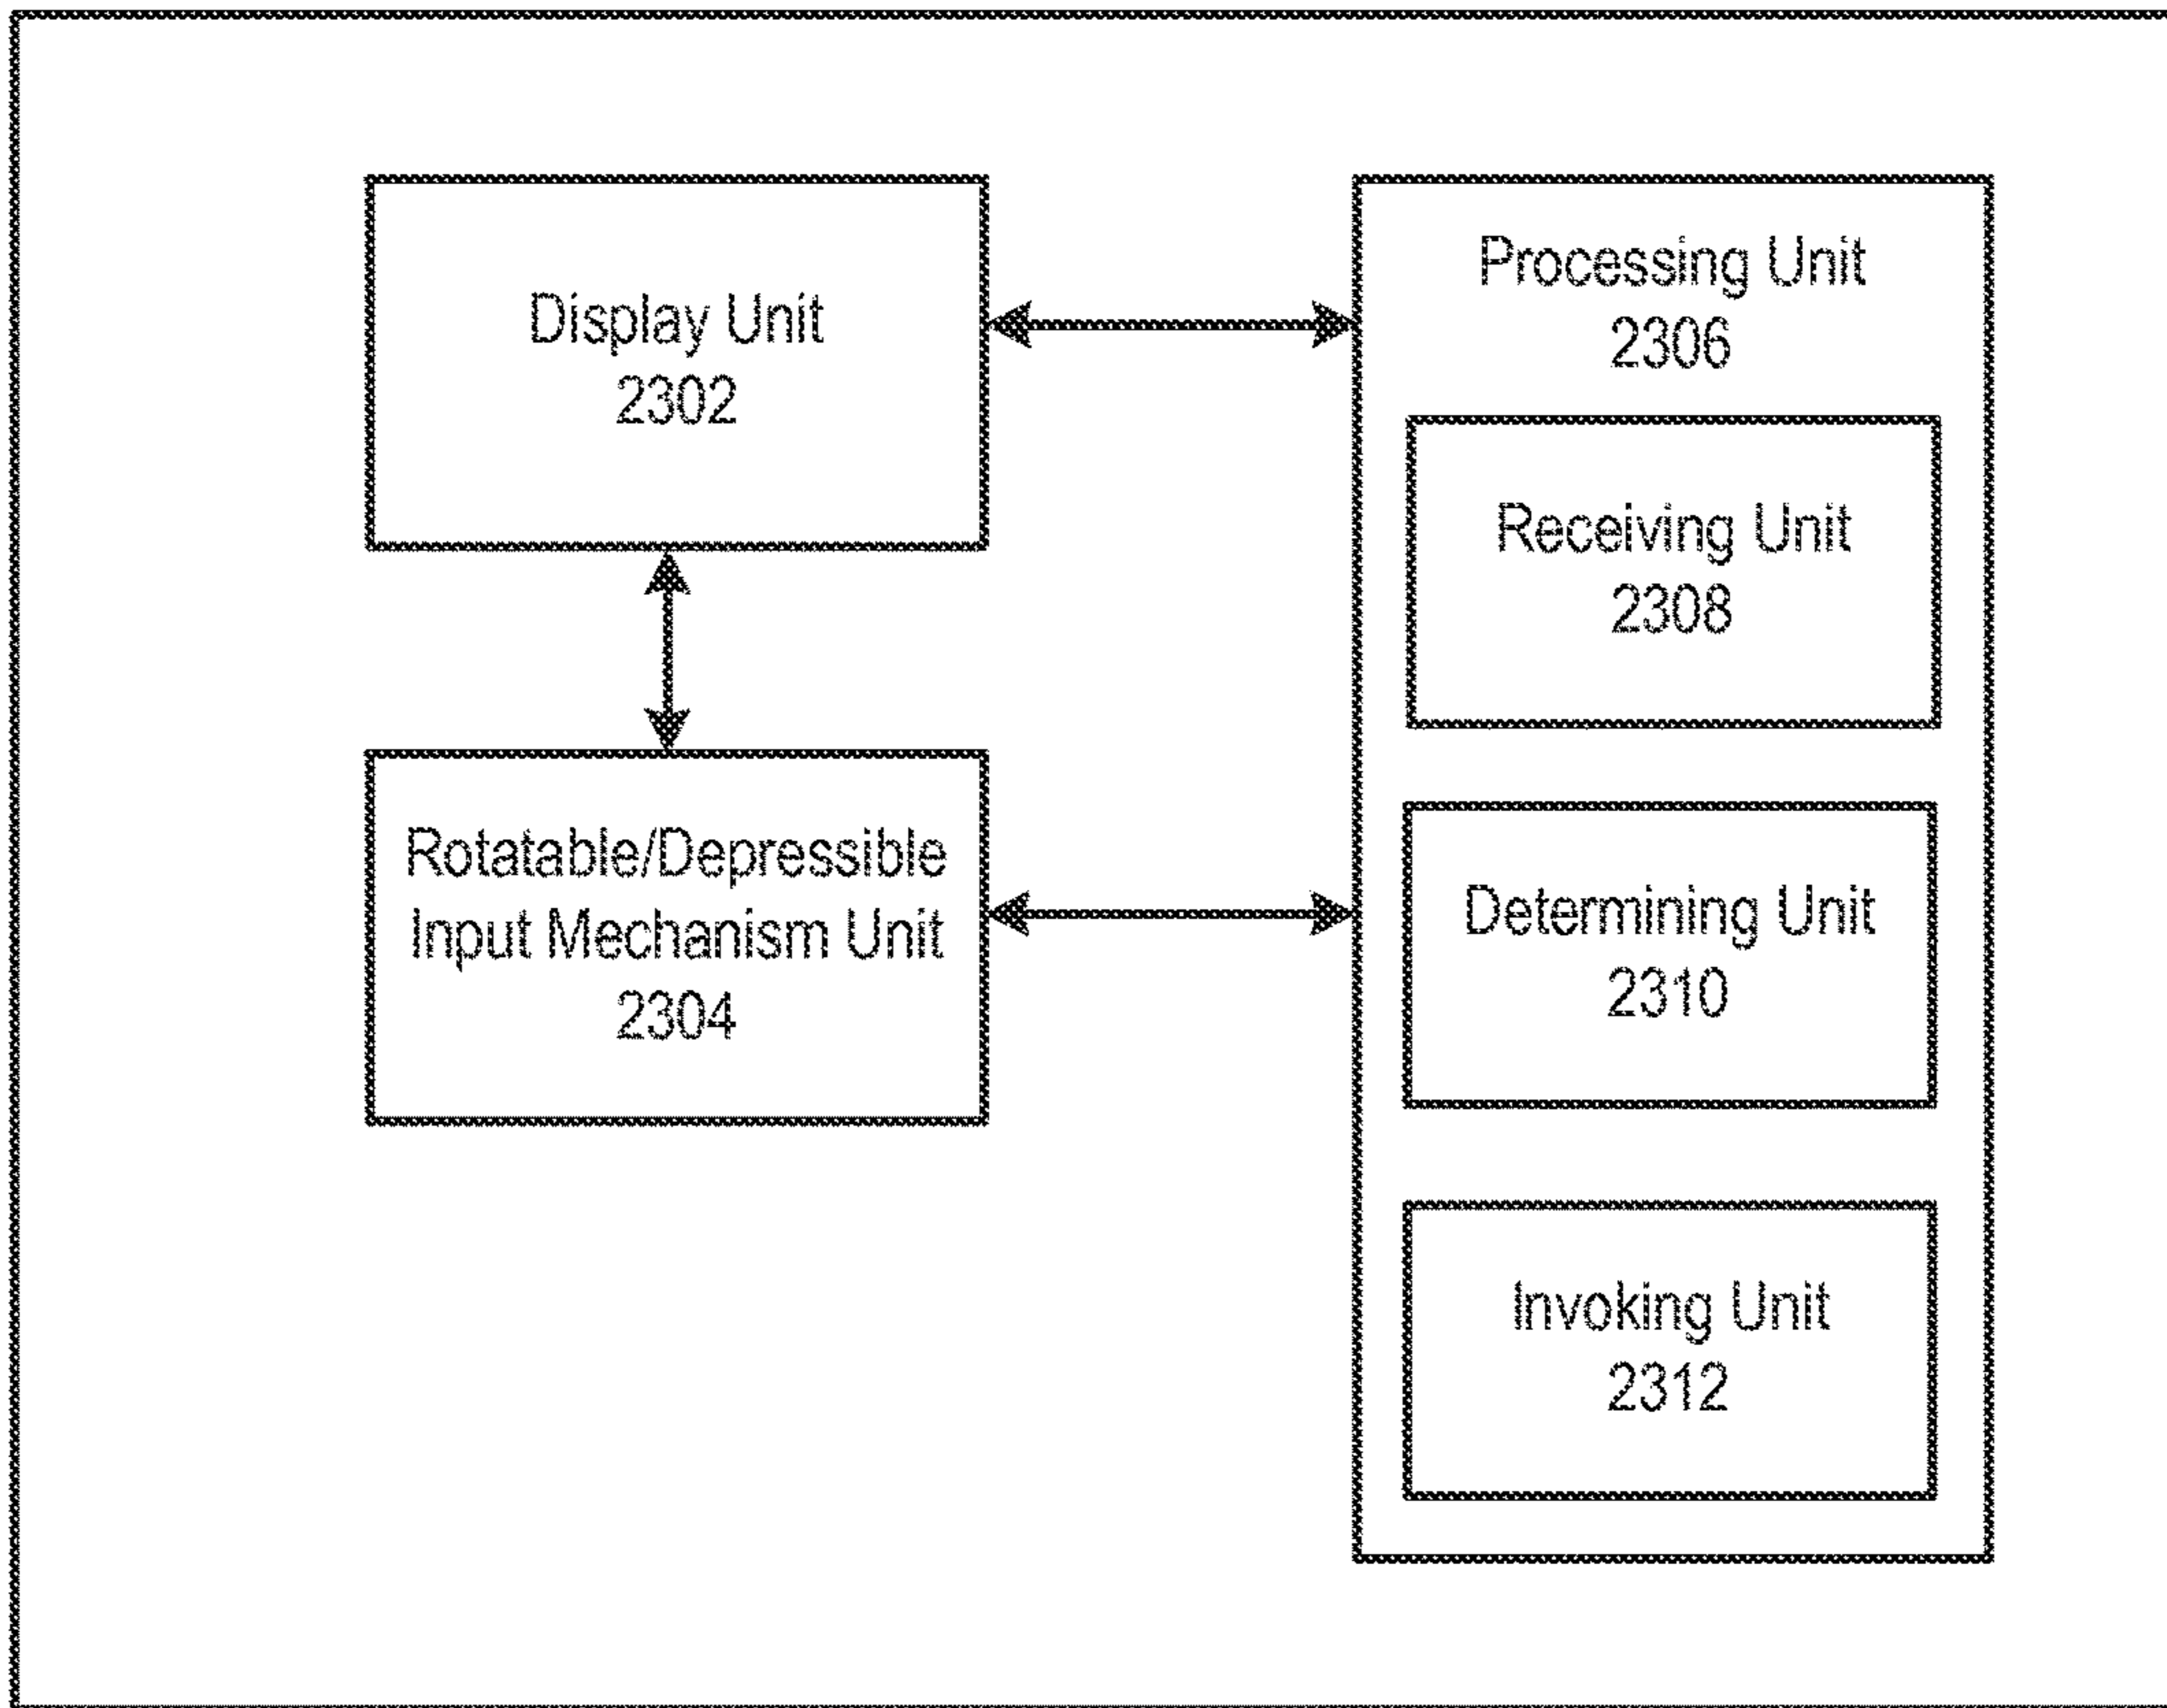 Display Unit
2302
Rotatable/Depressible
Input Mechanism Unit
2304
Processing Unit
2306
Receiving Unit
2308
Determining Unit
2310
Invoking Unit
2312